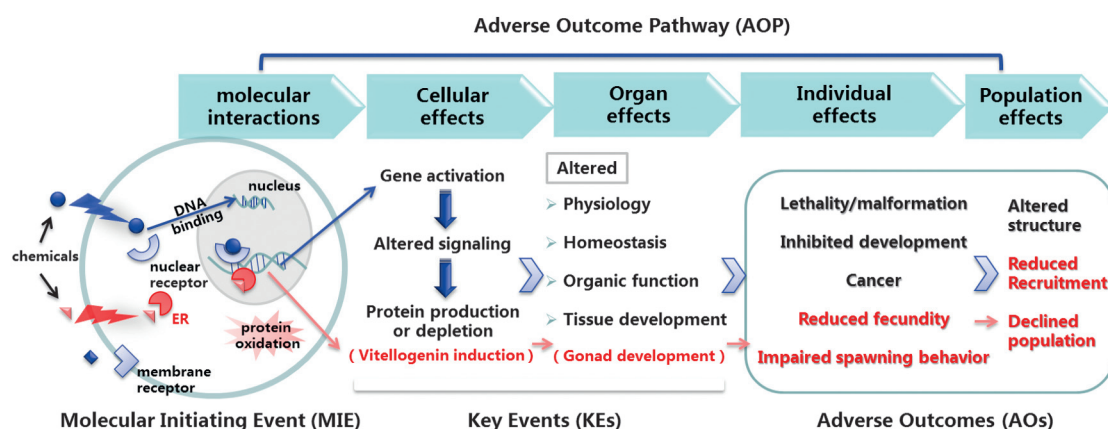 Adverse Outcome Pathway (AOP)
molecular
interactions
Cellular
effects
Organ
effects
Individual
effects
Population
effects
chemicals
DNA
binding
nucleus
nuclear
receptor
ER
protein
oxidation
membrane
receptor
Gene activation
Altered signaling
Protein production
or depletion
( Vitellogenin induction )
Altered
Physiology
Homeostasis
Organic function
Tissue development
( Gonad development )
Lethality/malformation
Inhibited development
Cancer
Reduced fecundity
Impaired spawning behavior
Altered
structure
Reduced
Recruitment
Declined
population
Molecular Initiating Event (MIE)
Key Events (KEs)
Adverse Outcomes (AOs)